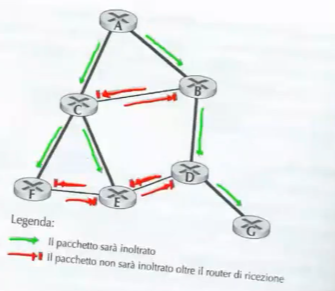 A
B
C
D
F
E
G
Legenda:
Il pacchetto sarà inoltrato
Il pacchetto non sarà inoltrato oltre il router di ricezione